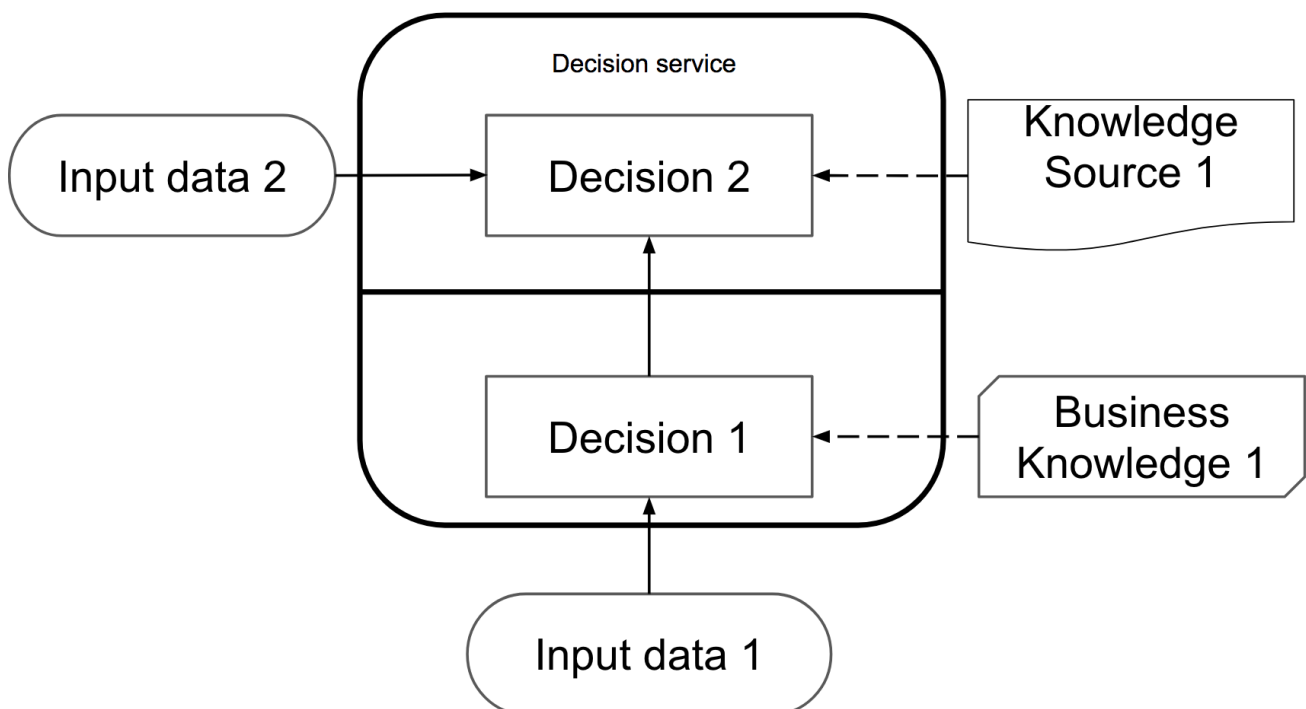 Decision service
Input data 2
Decision 2
Knowledge
Source 1
Decision 1
Business
Knowledge 1
Input data 1